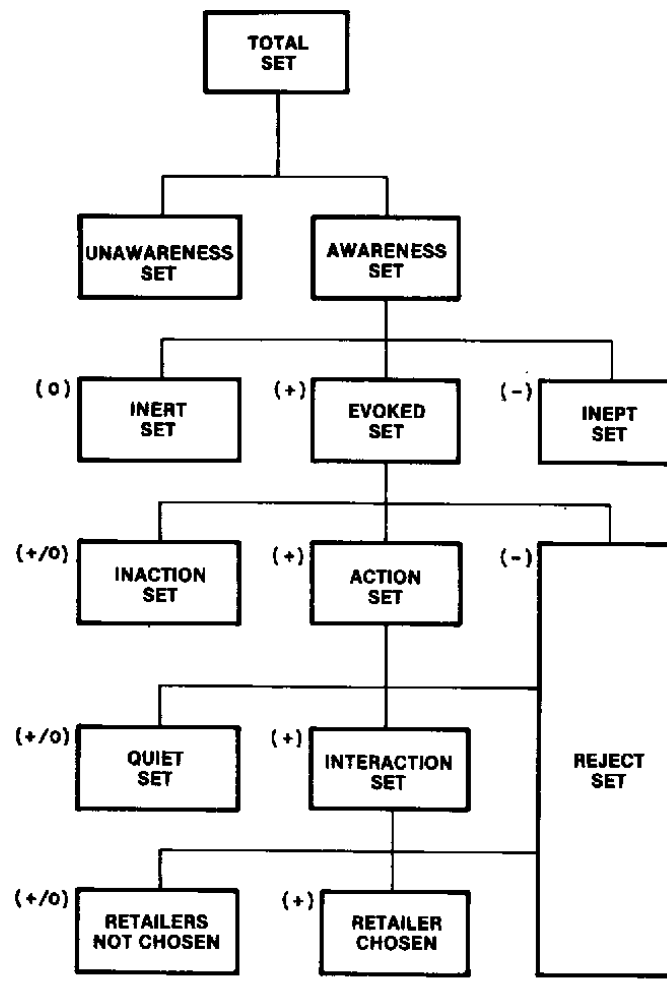 TOTAL
SET
UNAWARENESS
SET
AWARENESS
SET
(0)
INERT
SET
(+)
EVOKED
SET
(-)
INEPT
SET
(+/0)
INACTION
SET
(+)
ACTION
SET
(-)
REJECT
SET
(+/0)
QUIET
SET
(+)
INTERACTION
SET
(+/0)
RETAILERS
NOT CHOSEN
(+)
RETAILER
CHOSEN